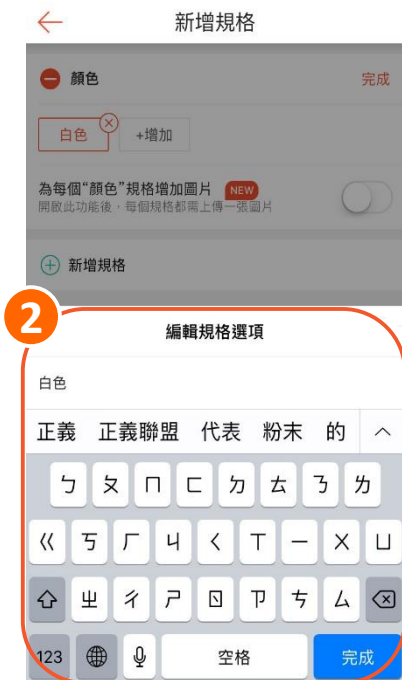 新增規格
顏色 完成
白色 +增加
為每個“顏色”規格增加圖片 NEW
開啟此功能後，每個規格都需上傳一張圖片
新增規格
2
編輯規格選項
白色
正義 正義聯盟 代表 粉末 的
ㄅ ㄆ ㄇ ㄈ ㄉ ㄊ ㄋ ㄌ
ㄍ ㄎ ㄏ ㄐ ㄑ ㄒ ㄧ ㄨ ㄩ
ㄓ ㄔ ㄕ ㄖ ㄗ ㄘ ㄙ
123 空格 完成